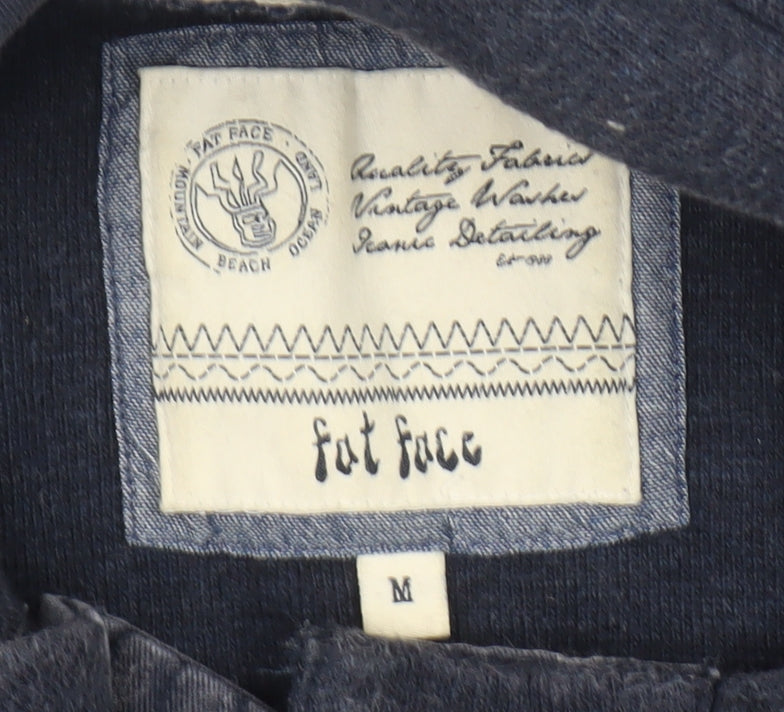 FAT FACE · LAND
OCEAN
BEACH
MOUNTAIN
Quality Fabrics
Vintage Washes
Iconic Detailing
fat face
M